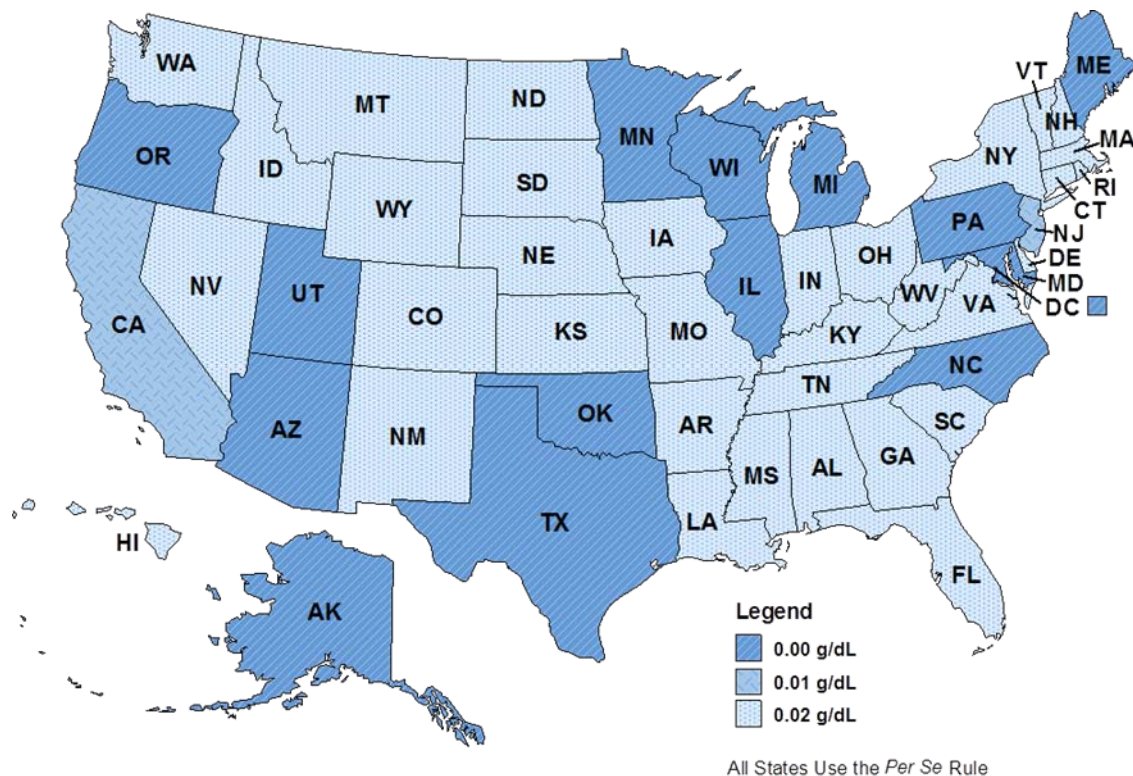 WA
MT
ND
MN
VT
ME
OR
ID
SD
WI
MI
NY
NH
MA
WY
RI
CT
IA
PA
NJ
NE
OH
DE
NV
UT
IL
IN
MD
WV
VA
DC
CA
CO
KS
MO
KY
NC
TN
AZ
NM
OK
AR
SC
MS
AL
GA
TX
LA
HI
FL
AK
Legend
0.00 g/dL
0.01 g/dL
0.02 g/dL
All States Use the Per Se Rule